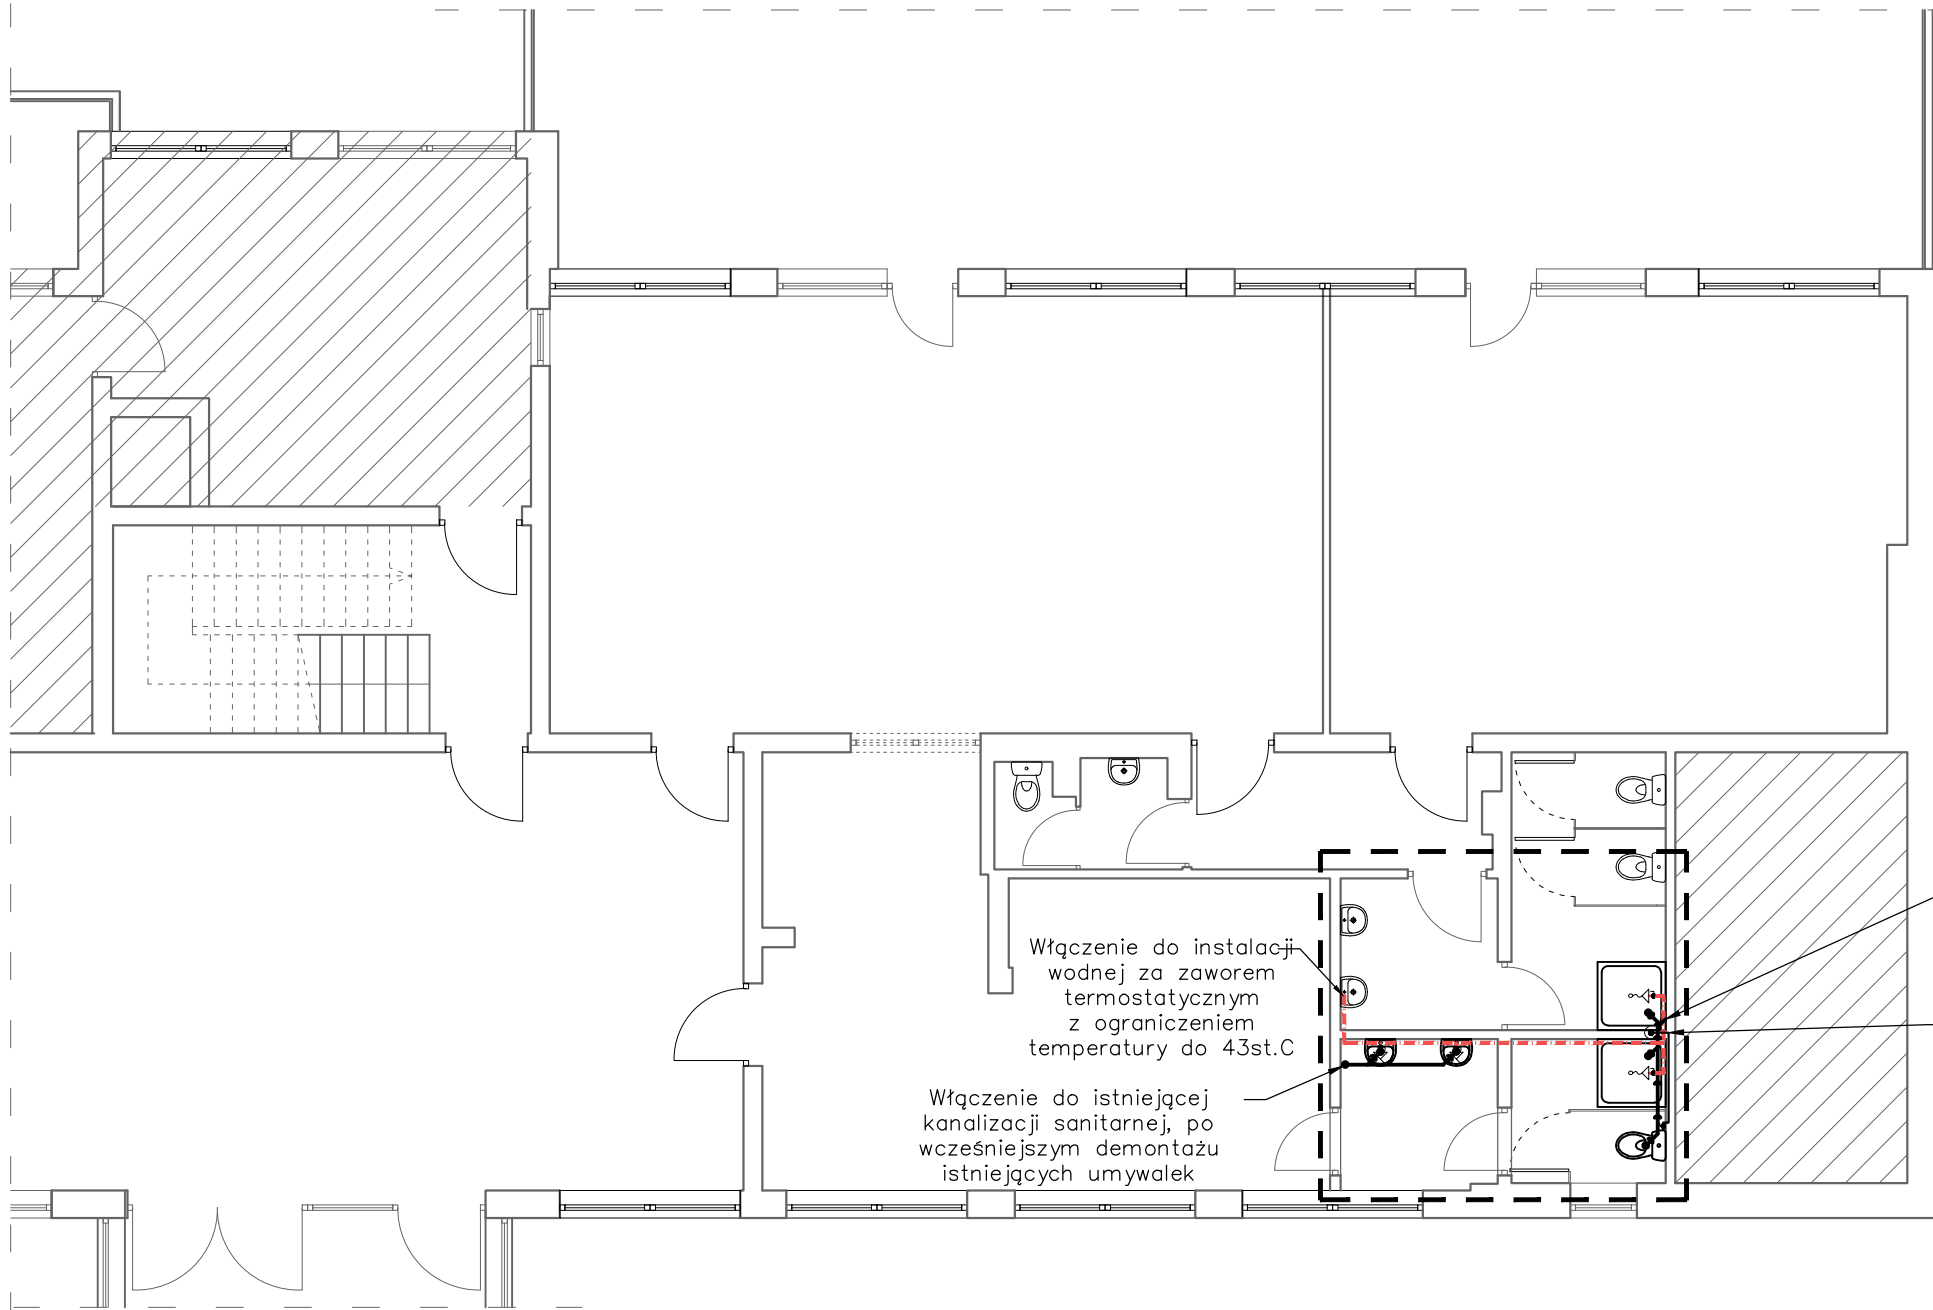 Włączenie do instalacji
wodnej za zaworem
termostatycznym
z ograniczeniem
temperatury do 43st.C
Włączenie do istniejącej
kanalizacji sanitarnej, po
wcześniejszym demontażu
istniejących umywalek